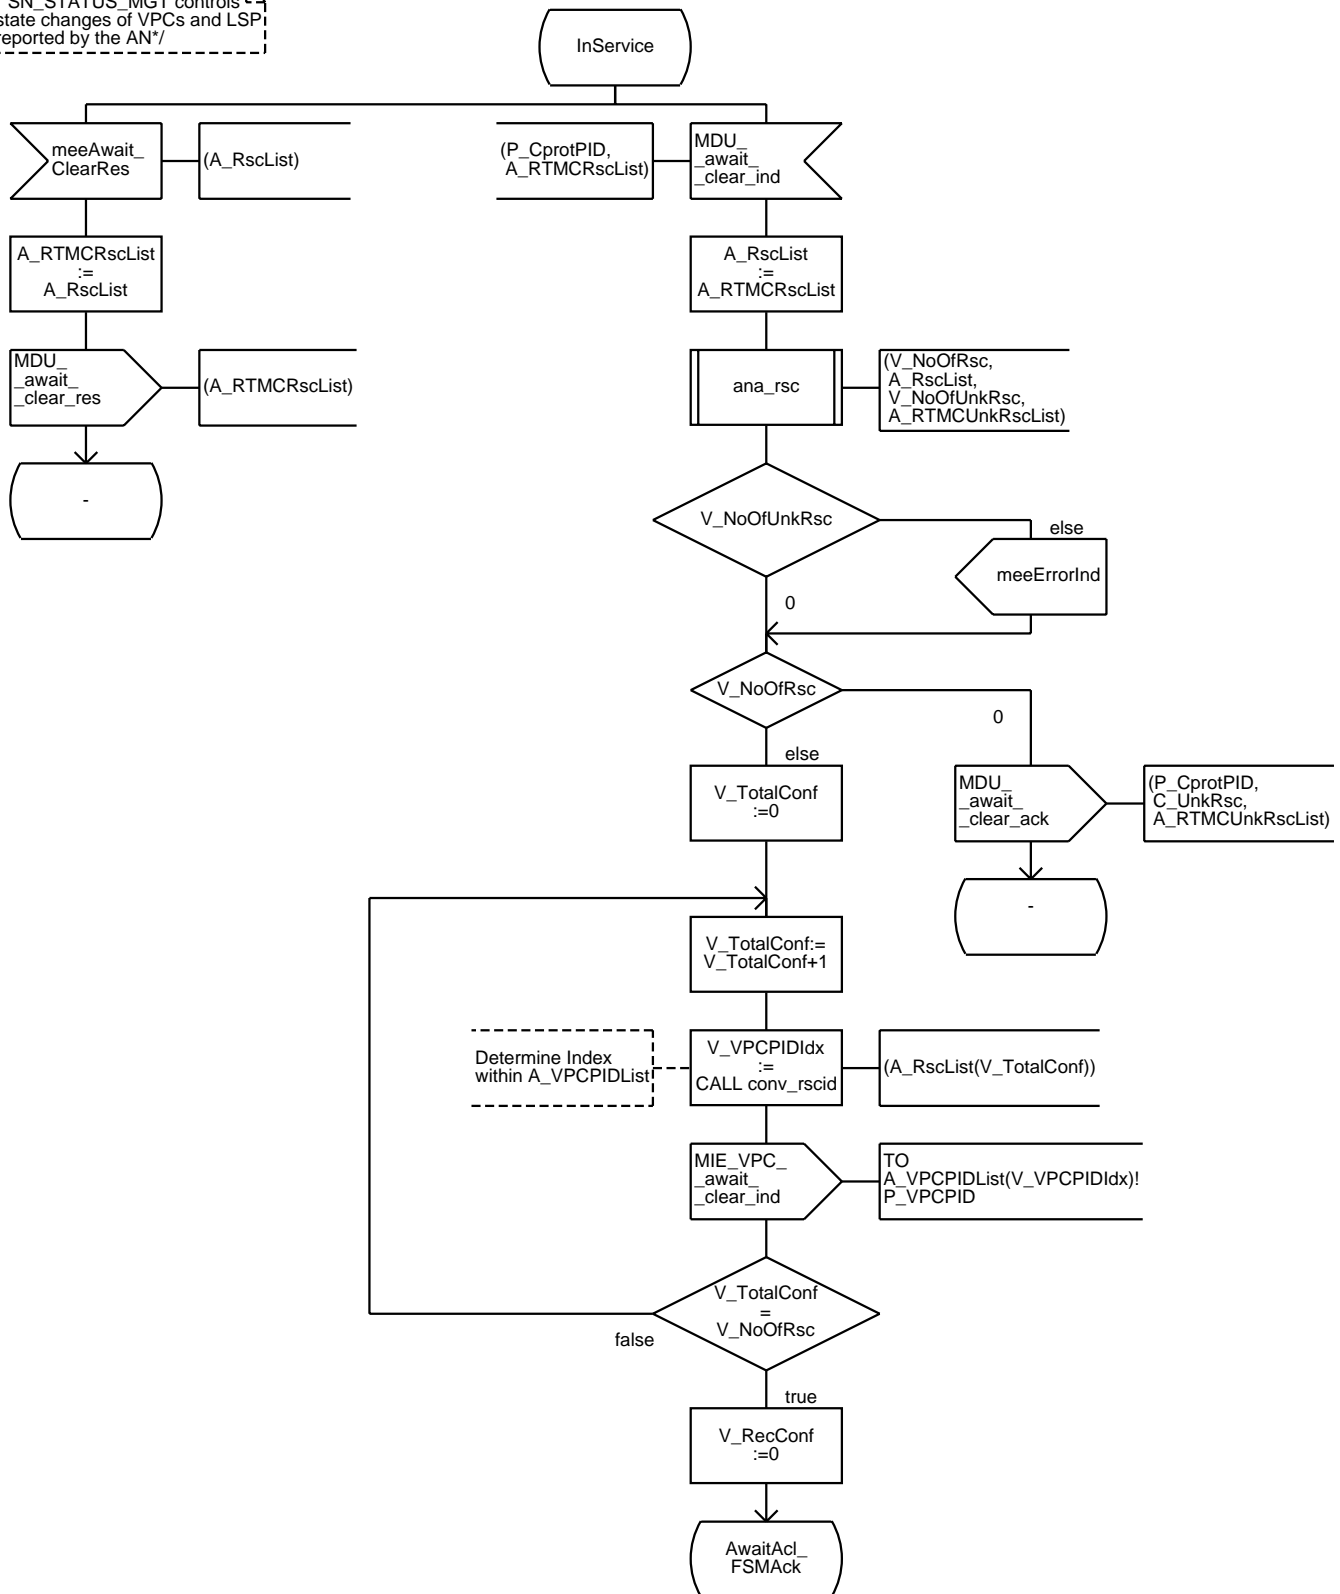 SN_STATUS_MGT controls
state changes of VPCs and LSP
reported by the AN*/
InService
meeAwait_
ClearRes
(A_RscList)
(P_CprotPID,
A_RTMCRscList)
MDU_
_await_
_clear_ind
A_RTMCRscList
:=
A_RscList
A_RscList
:=
A_RTMCRscList
MDU_
_await_
_clear_res
(A_RTMCRscList)
ana_rsc
(V_NoOfRsc,
A_RscList,
V_NoOfUnkRsc,
A_RTMCUnkRscList)
-
V_NoOfUnkRsc
else
meeErrorInd
0
V_NoOfRsc
0
else
V_TotalConf
:=0
MDU_
_await_
_clear_ack
(P_CprotPID,
C_UnkRsc,
A_RTMCUnkRscList)
-
V_TotalConf:=
V_TotalConf+1
Determine Index
within A_VPCPIDList
V_VPCPIDIdx
:=
CALL conv_rscid
(A_RscList(V_TotalConf))
MIE_VPC_
_await_
_clear_ind
TO
A_VPCPIDList(V_VPCPIDIdx)!
P_VPCPID
V_TotalConf
=
V_NoOfRsc
false
true
V_RecConf
:=0
AwaitAcl_
FSMAck